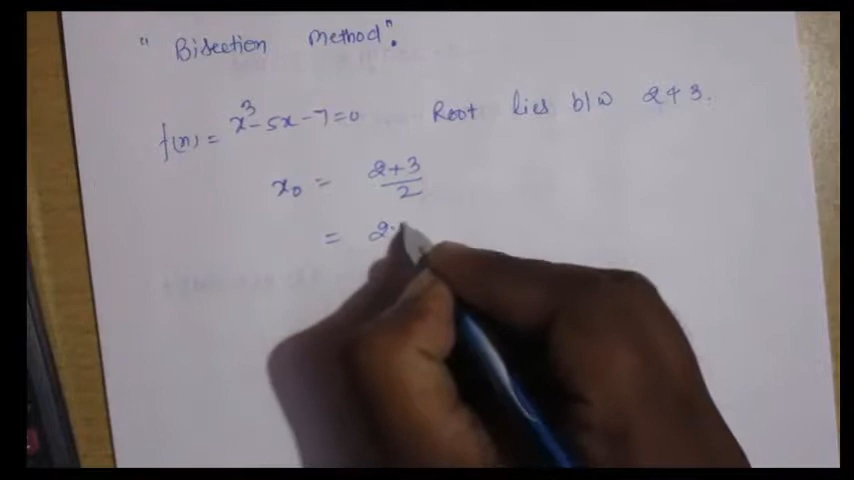 " Bisection Method".
f(n) = x³-5x-7=0 Root lies b/w 2 & 3.
x₀ = 2+3/2
= 2.